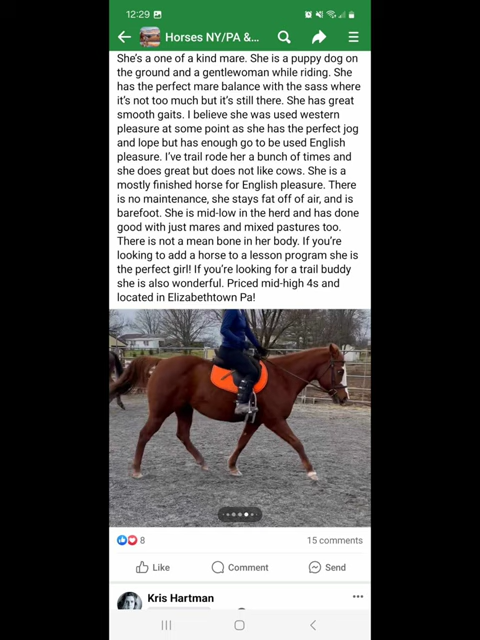 12:29
Horses NY/PA &...
She's a one of a kind mare. She is a puppy dog on
the ground and a gentlewoman while riding. She
has the perfect mare balance with the sass where
it's not too much but it's still there. She has great
smooth gaits. I believe she was used western
pleasure at some point as she has the perfect jog
and lope but has enough go to be used English
pleasure. I've trail rode her a bunch of times and
she does great but does not like cows. She is a
mostly finished horse for English pleasure. There
is no maintenance, she stays fat off of air, and is
barefoot. She is mid-low in the herd and has done
good with just mares and mixed pastures too.
There is not a mean bone in her body. If you're
looking to add a horse to a lesson program she is
the perfect girl! If you're looking for a trail buddy
she is also wonderful. Priced mid-high 4s and
located in Elizabethtown Pa!
8
15 comments
Like
Comment
Send
Kris Hartman